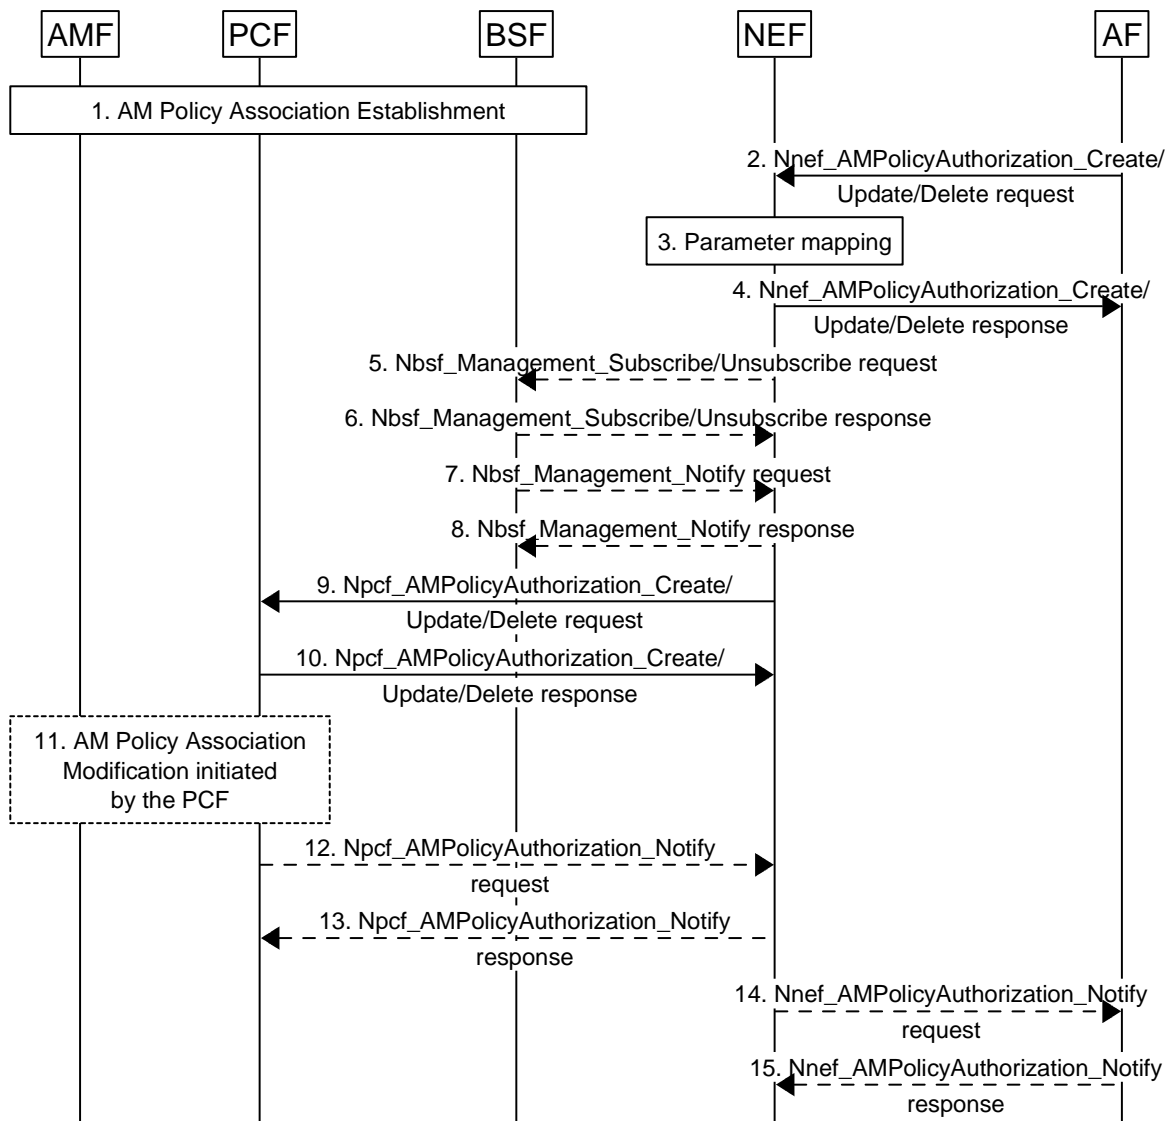 AMF PCF BSF NEF AF
1. AM Policy Association Establishment
2. Nnef_AMPolicyAuthorization_Create/
Update/Delete request
3. Parameter mapping
4. Nnef_AMPolicyAuthorization_Create/
Update/Delete response
5. Nbsf_Management_Subscribe/Unsubscribe request
6. Nbsf_Management_Subscribe/Unsubscribe response
7. Nbsf_Management_Notify request
8. Nbsf_Management_Notify response
9. Npcf_AMPolicyAuthorization_Create/
Update/Delete request
10. Npcf_AMPolicyAuthorization_Create/
Update/Delete response
11. AM Policy Association
Modification initiated
by the PCF
12. Npcf_AMPolicyAuthorization_Notify
request
13. Npcf_AMPolicyAuthorization_Notify
response
14. Nnef_AMPolicyAuthorization_Notify
request
15. Nnef_AMPolicyAuthorization_Notify
response